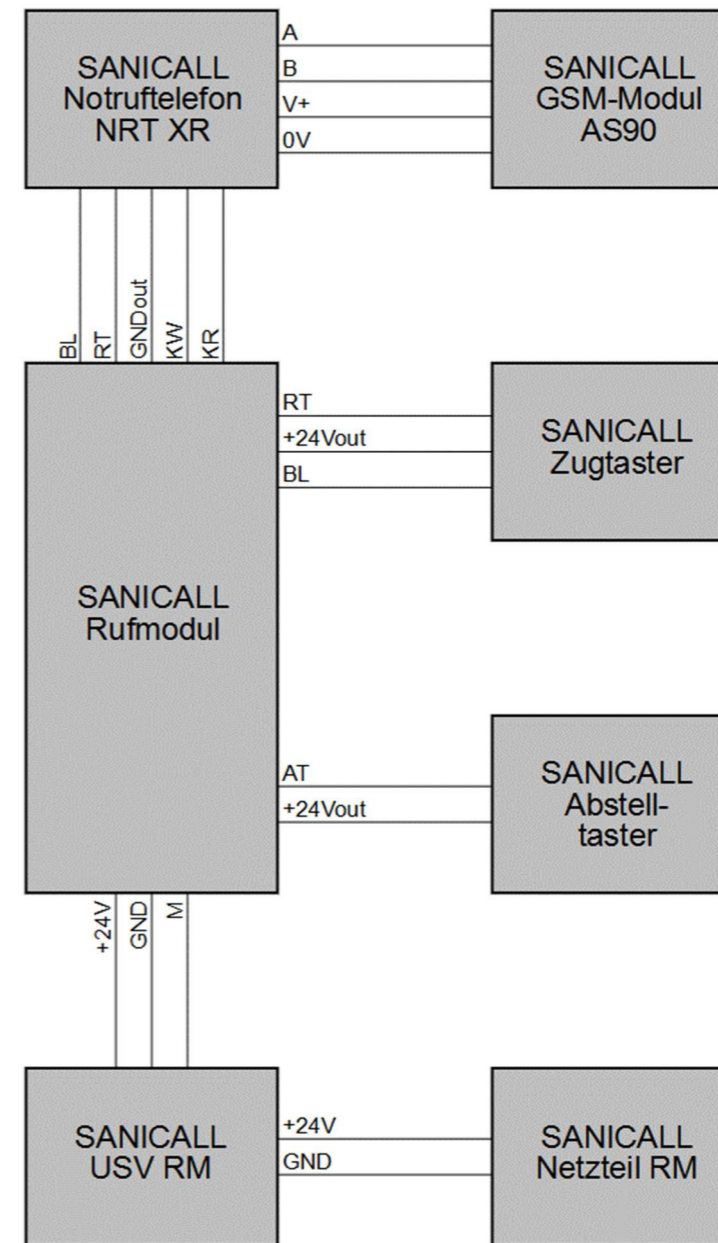 SANICALL
Notruftelefon
NRT XR
A
B
V+
0V
SANICALL
GSM-Modul
AS90
BL
RT
GNDout
KW
KR
SANICALL
Rufmodul
RT
+24Vout
BL
SANICALL
Zugtaster
AT
+24Vout
SANICALL
Abstell-
taster
+24V
GND
M
SANICALL
USV RM
+24V
GND
SANICALL
Netzteil RM